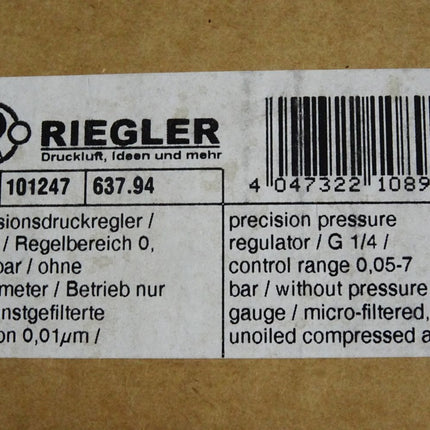 RIEGLER
Druckluft, Ideen und mehr
101247 637.94
4 047322 1089
sionsdruckregler /
/ Regelbereich 0,
bar / ohne
meter / Betrieb nur
nstgefilterte
on 0,01µm /
precision pressure
regulator / G 1/4 /
control range 0,05-7
bar / without pressure
gauge / micro-filtered,
unoiled compressed a